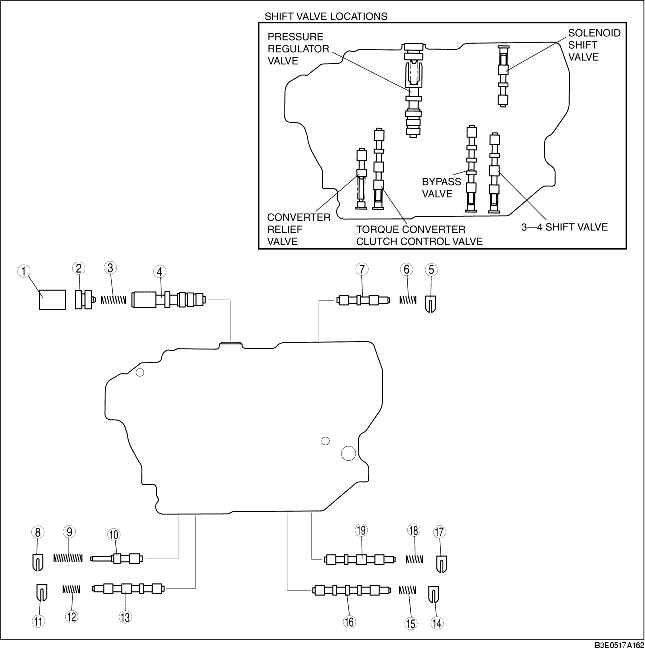 SHIFT VALVE LOCATIONS
PRESSURE
REGULATOR
VALVE
SOLENOID
SHIFT
VALVE
BYPASS
VALVE
CONVERTER
RELIEF
VALVE
TORQUE CONVERTER
CLUTCH CONTROL VALVE
3—4 SHIFT VALVE
1
2
3
4
7
6
5
8
9
10
19
18
17
11
12
13
16
15
14
B3E0517A162